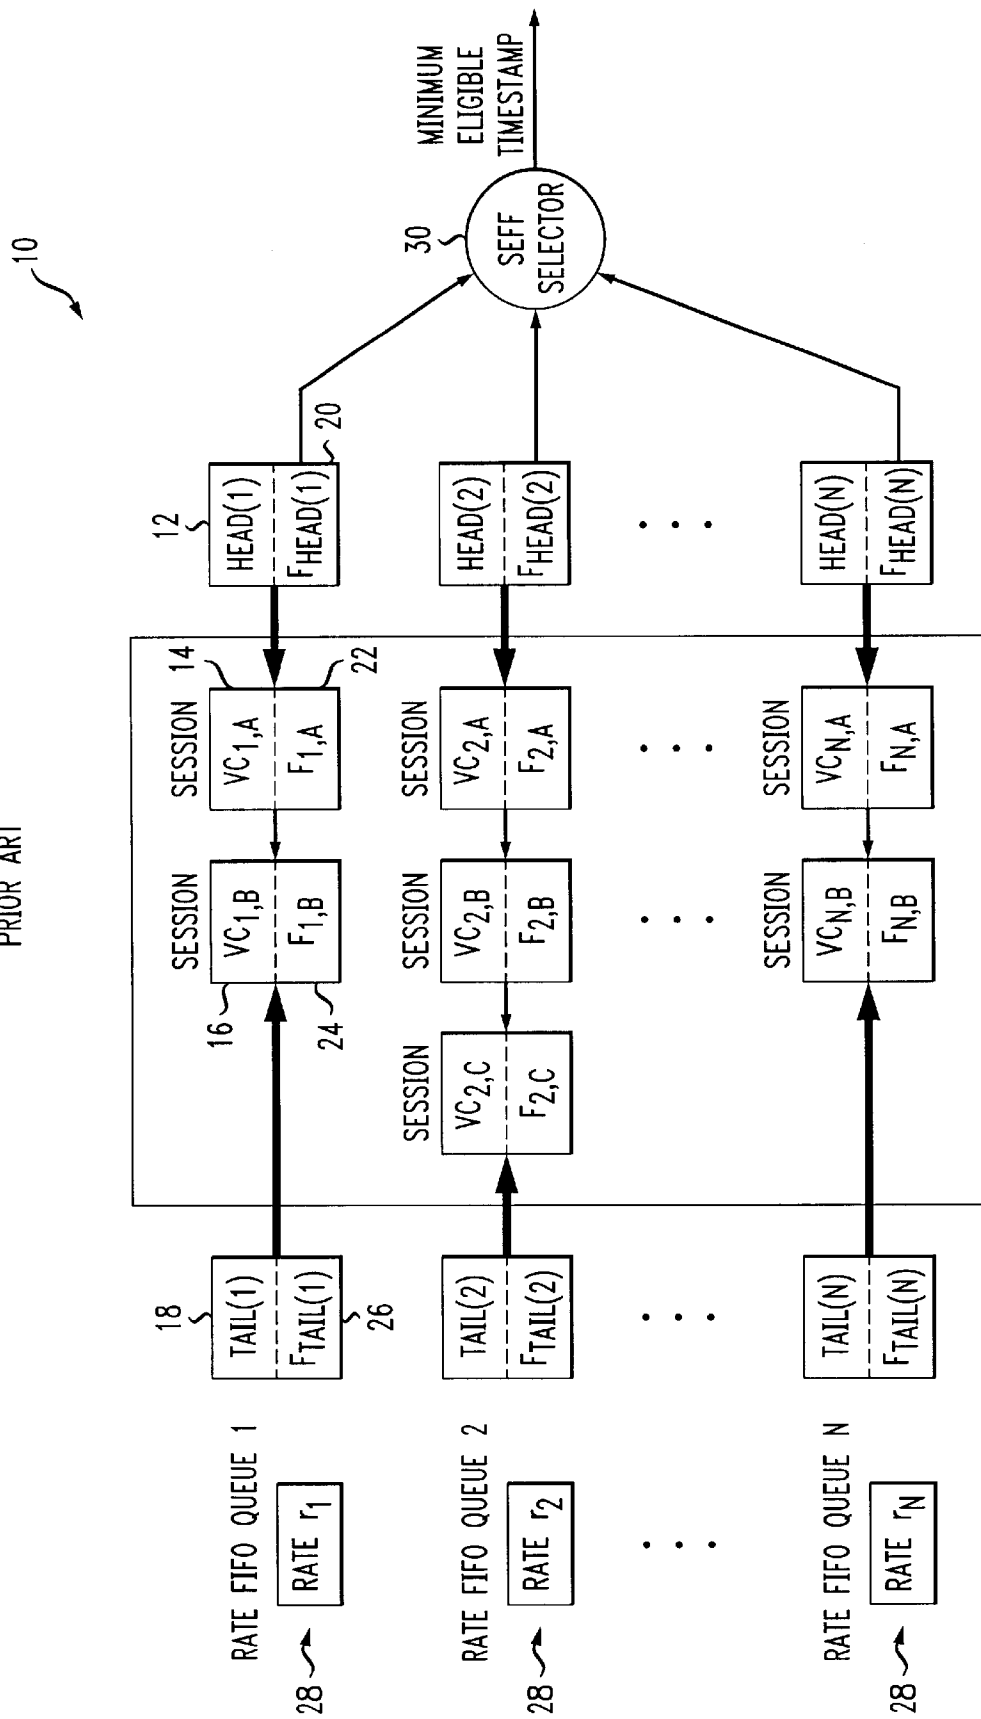 PRIOR ART
10
RATE FIFO QUEUE 1
28
RATE r1
18
TAIL(1)
FTAIL(1)
26
SESSION
16
VC1,B
F1,B
24
SESSION
14
VC1,A
F1,A
22
12
HEAD(1)
FHEAD(1)
20
RATE FIFO QUEUE 2
28
RATE r2
TAIL(2)
FTAIL(2)
SESSION
VC2,C
F2,C
SESSION
VC2,B
F2,B
SESSION
VC2,A
F2,A
HEAD(2)
FHEAD(2)
30
SEFF
SELECTOR
MINIMUM
ELIGIBLE
TIMESTAMP
RATE FIFO QUEUE N
28
RATE rN
TAIL(N)
FTAIL(N)
SESSION
VCN,B
FN,B
SESSION
VCN,A
FN,A
HEAD(N)
FHEAD(N)